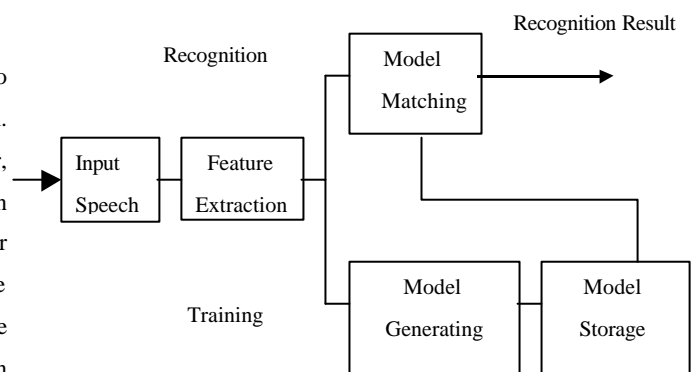 Recognition Result
Recognition
Model
Matching
Input
Speech
Feature
Extraction
Training
Model
Generating
Model
Storage